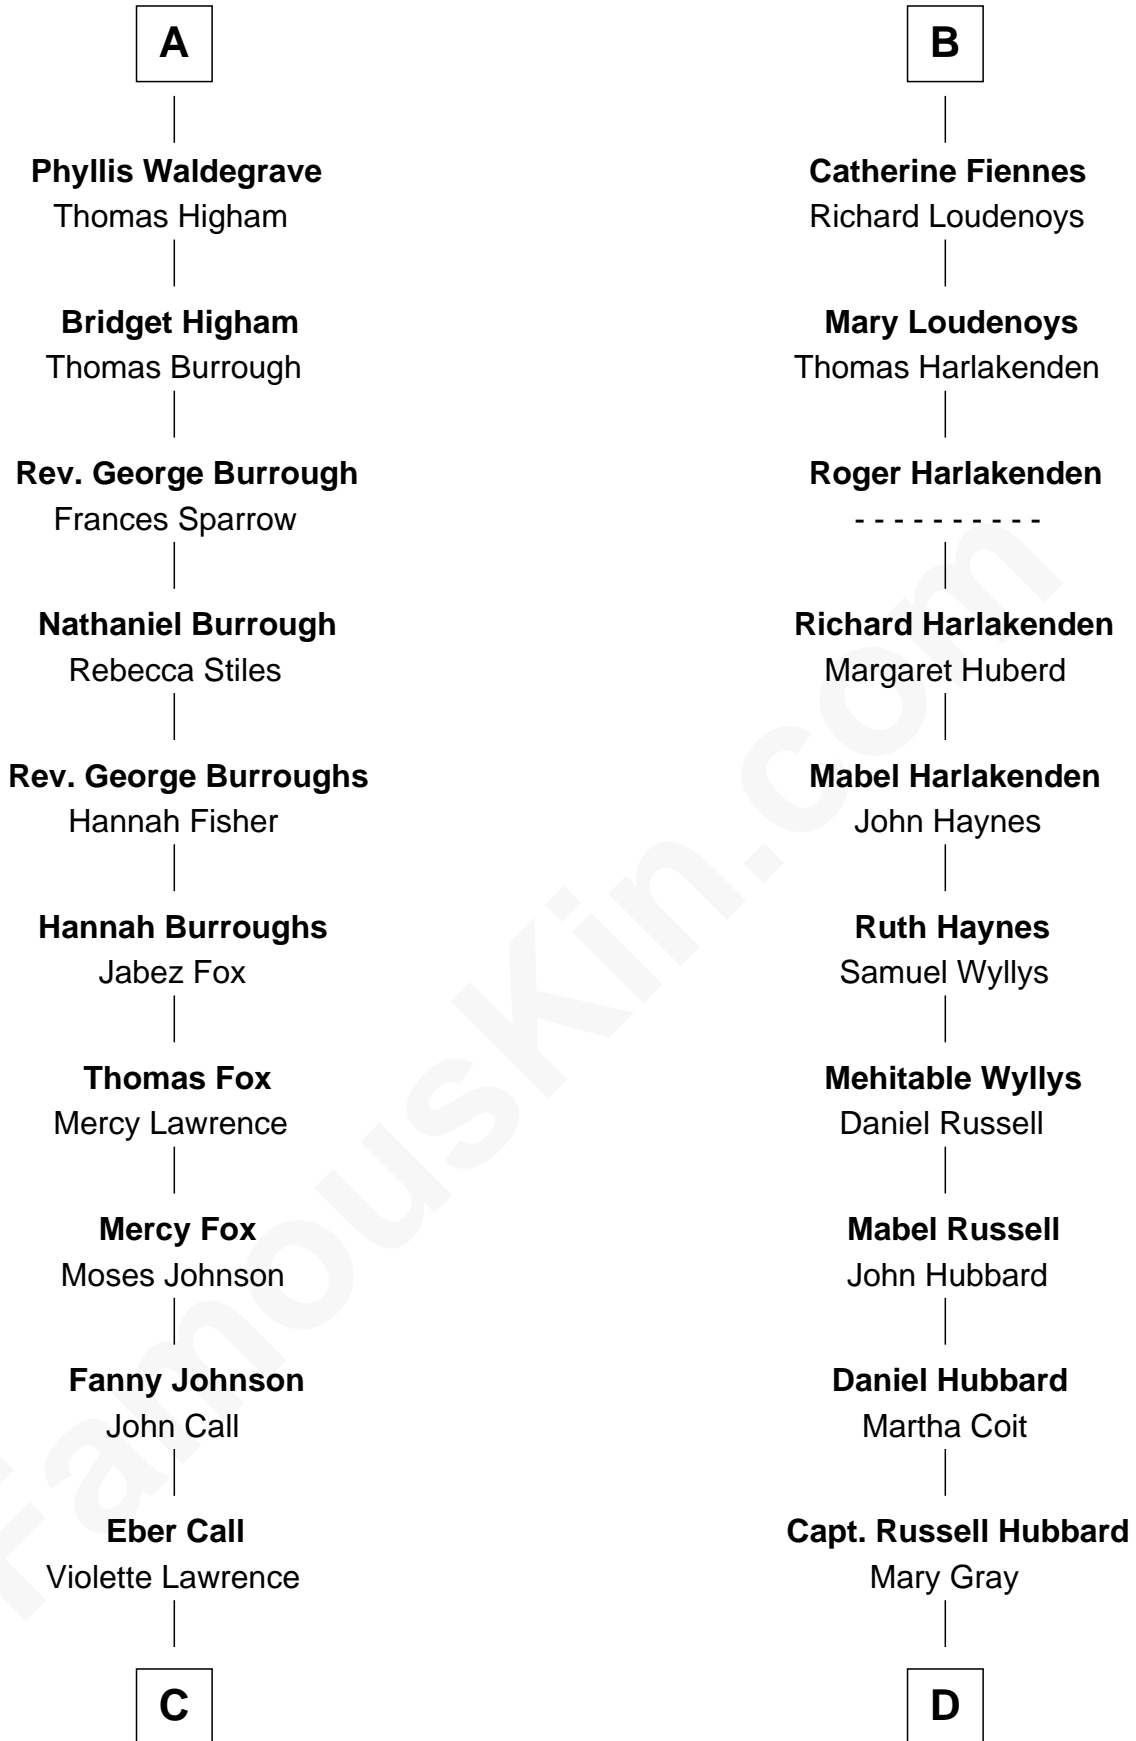 A
Phyllis Waldegrave
Thomas Higham
Bridget Higham
Thomas Burrough
Rev. George Burrough
Frances Sparrow
Nathaniel Burrough
Rebecca Stiles
Rev. George Burroughs
Hannah Fisher
Hannah Burroughs
Jabez Fox
Thomas Fox
Mercy Lawrence
Mercy Fox
Moses Johnson
Fanny Johnson
John Call
Eber Call
Violette Lawrence
C
B
Catherine Fiennes
Richard Loudenoys
Mary Loudenoys
Thomas Harlakenden
Roger Harlakenden
- - - - - - - - - -
Richard Harlakenden
Margaret Huberd
Mabel Harlakenden
John Haynes
Ruth Haynes
Samuel Wyllys
Mehitable Wyllys
Daniel Russell
Mabel Russell
John Hubbard
Daniel Hubbard
Martha Coit
Capt. Russell Hubbard
Mary Gray
D
FamousKin.com